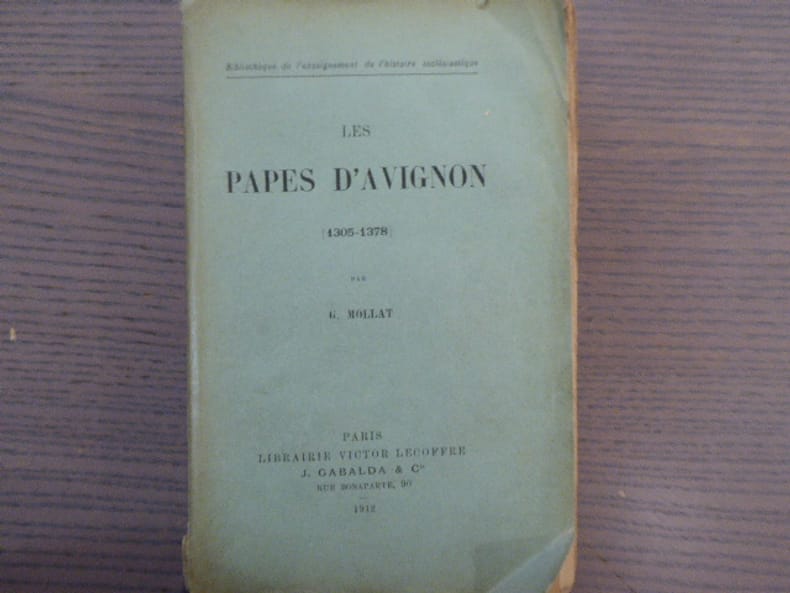 Bibliothèque de l'enseignement de l'histoire ecclésiastique
LES
PAPES D'AVIGNON
(1305-1378)
PAR
G. MOLLAT
PARIS
LIBRAIRIE VICTOR LECOFFRE
J. GABALDA & Cie
RUE BONAPARTE, 90
1912